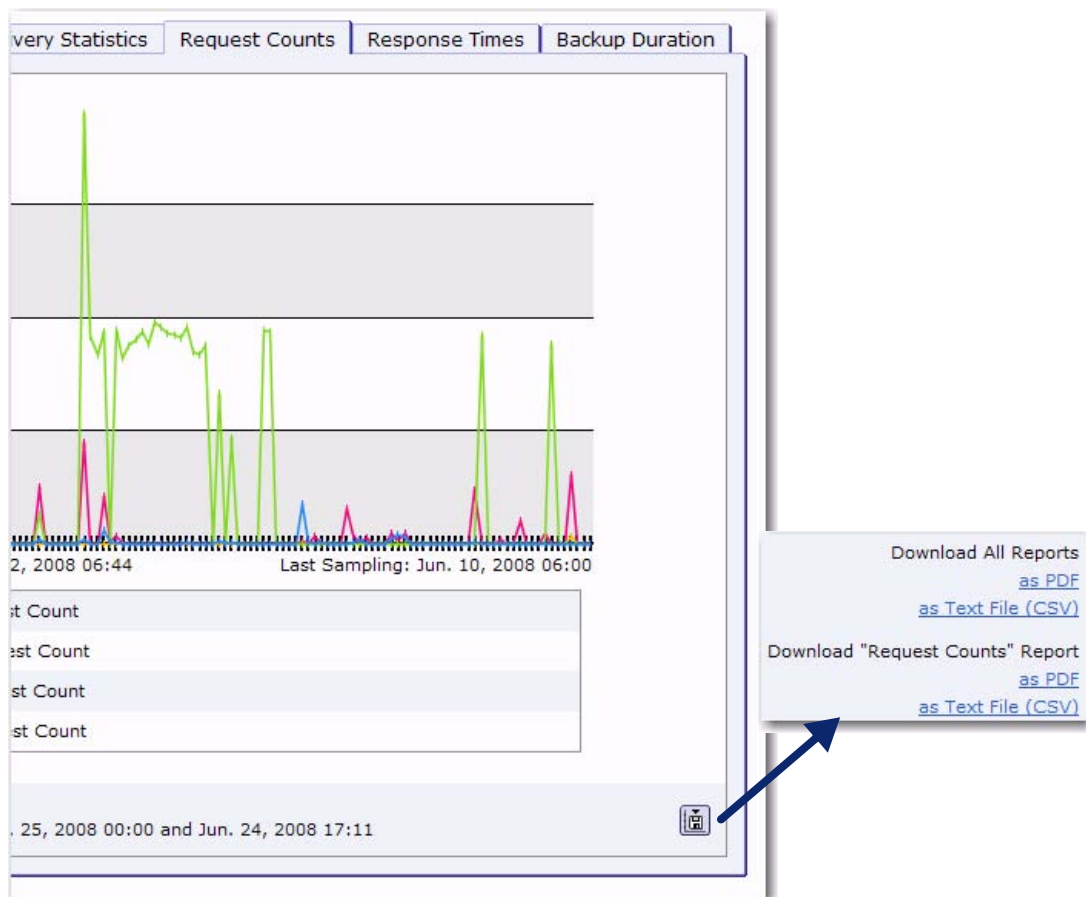 very Statistics Request Counts Response Times Backup Duration
2, 2008 06:44 Last Sampling: Jun. 10, 2008 06:00
st Count
est Count
st Count
est Count
. 25, 2008 00:00 and Jun. 24, 2008 17:11
Download All Reports
as PDF
as Text File (CSV)
Download "Request Counts" Report
as PDF
as Text File (CSV)